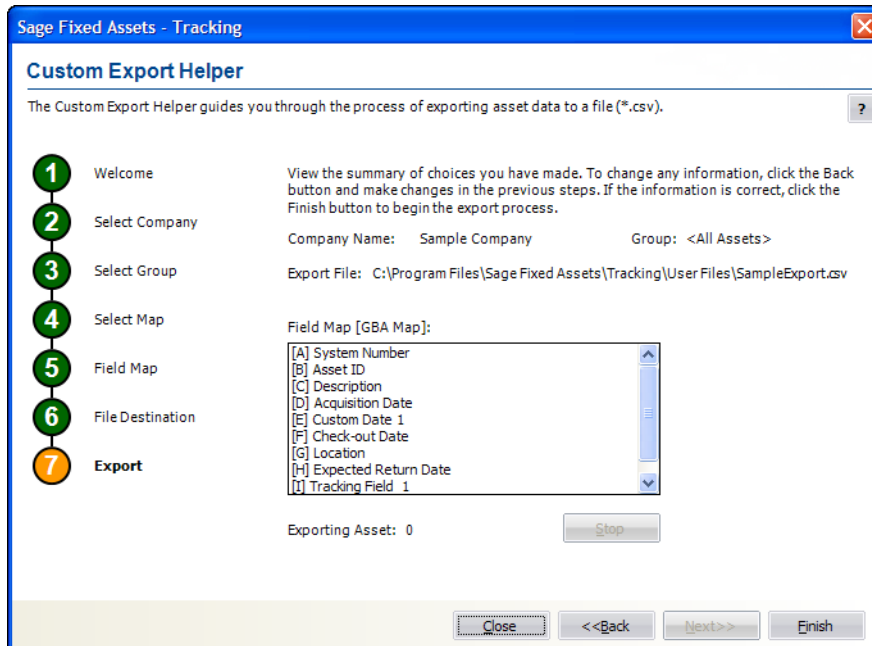 Sage Fixed Assets - Tracking
Custom Export Helper
The Custom Export Helper guides you through the process of exporting asset data to a file (*.csv).
?
1 Welcome
2 Select Company
3 Select Group
4 Select Map
5 Field Map
6 File Destination
7 Export
View the summary of choices you have made. To change any information, click the Back
button and make changes in the previous steps. If the information is correct, click the
Finish button to begin the export process.
Company Name: Sample Company Group: <All Assets>
Export File: C:\Program Files\Sage Fixed Assets\Tracking\User Files\SampleExport.csv
Field Map [GBA Map]:
[A] System Number
[B] Asset ID
[C] Description
[D] Acquisition Date
[E] Custom Date 1
[F] Check-out Date
[G] Location
[H] Expected Return Date
[I] Tracking Field 1
Exporting Asset: 0 Stop
Close <<Back Next>> Finish